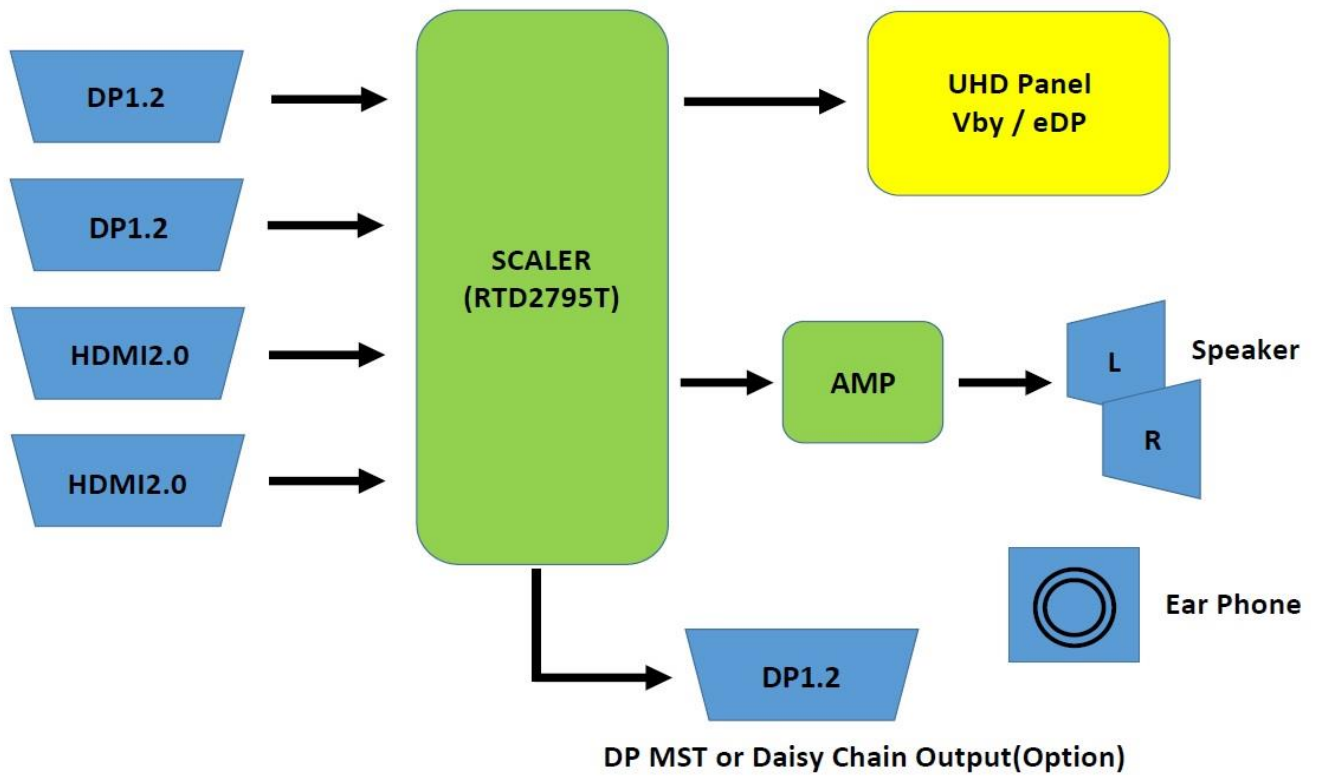 DP1.2
DP1.2
HDMI2.0
HDMI2.0
SCALER
(RTD2795T)
UHD Panel
Vby / eDP
AMP
L
R
Speaker
Ear Phone
DP1.2
DP MST or Daisy Chain Output(Option)